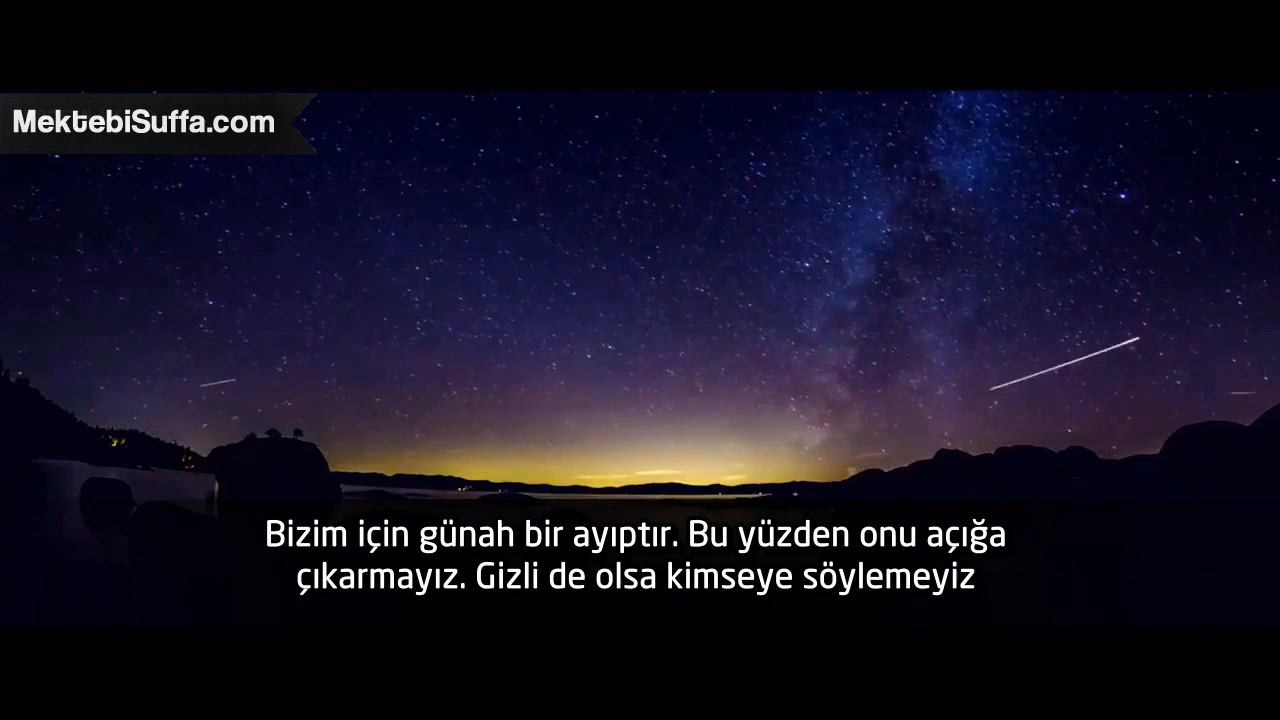 MektebiSuffa.com
Bizim için günah bir ayıptır. Bu yüzden onu açığa
çıkarmayız. Gizli de olsa kimseye söylemeyiz